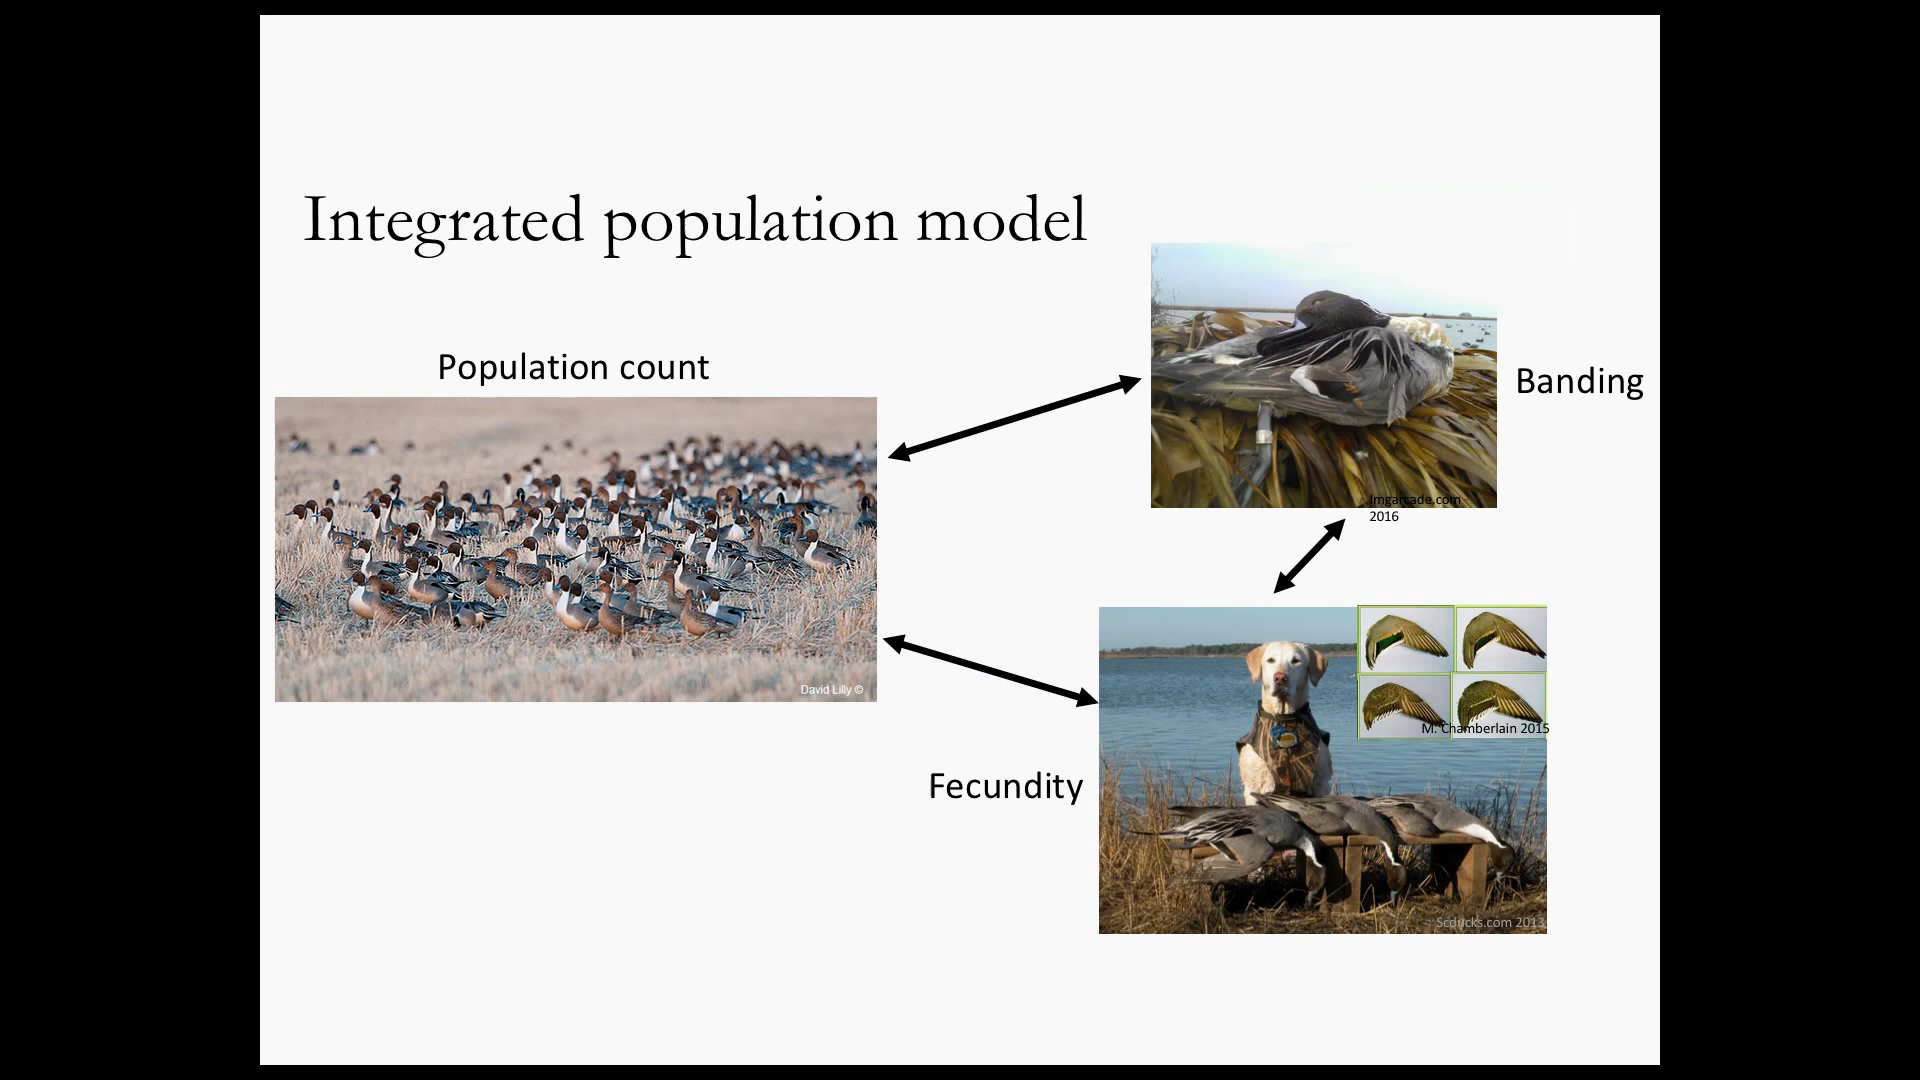 Integrated population model
Population count
Banding
Imgarcade.com
2016
David Lilly ©
M. Chamberlain 2015
Fecundity
Scducks.com 2013